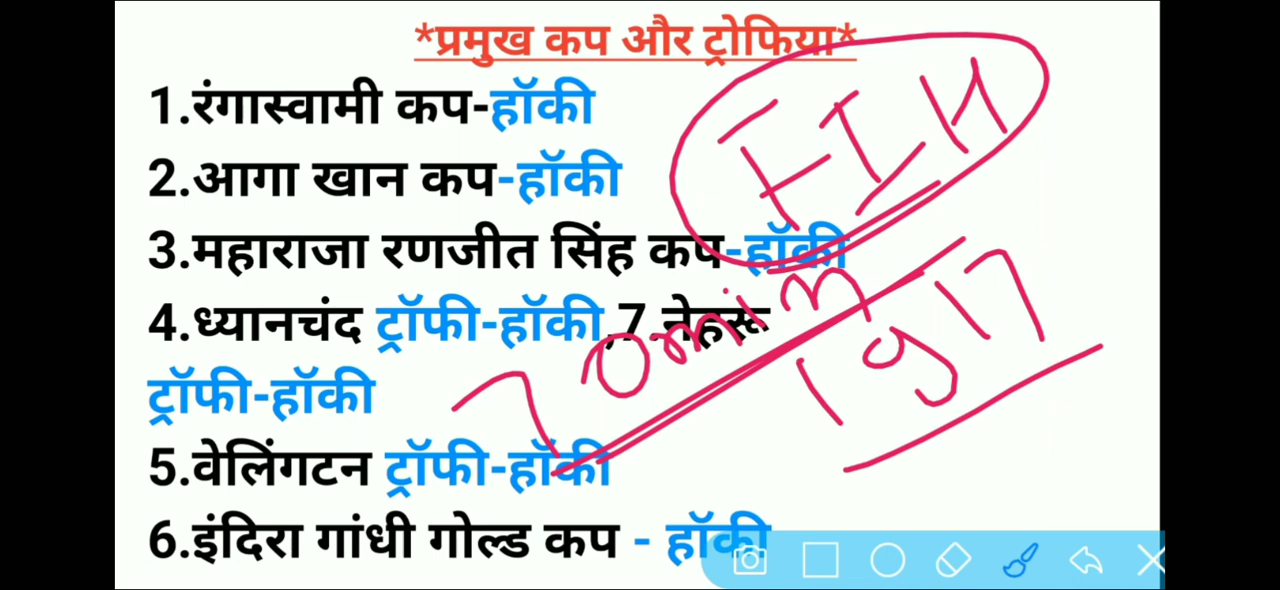 *प्रमुख कप और ट्रोफिया*
1.रंगास्वामी कप-हॉकी
2.आगा खान कप-हॉकी
3.महाराजा रणजीत सिंह कप-हॉकी
4.ध्यानचंद ट्रॉफी-हॉकी,7.नेहरू
ट्रॉफी-हॉकी
5.वेलिंगटन ट्रॉफी-हॉकी
6.इंदिरा गांधी गोल्ड कप - हॉकी
FIH
70min
1917